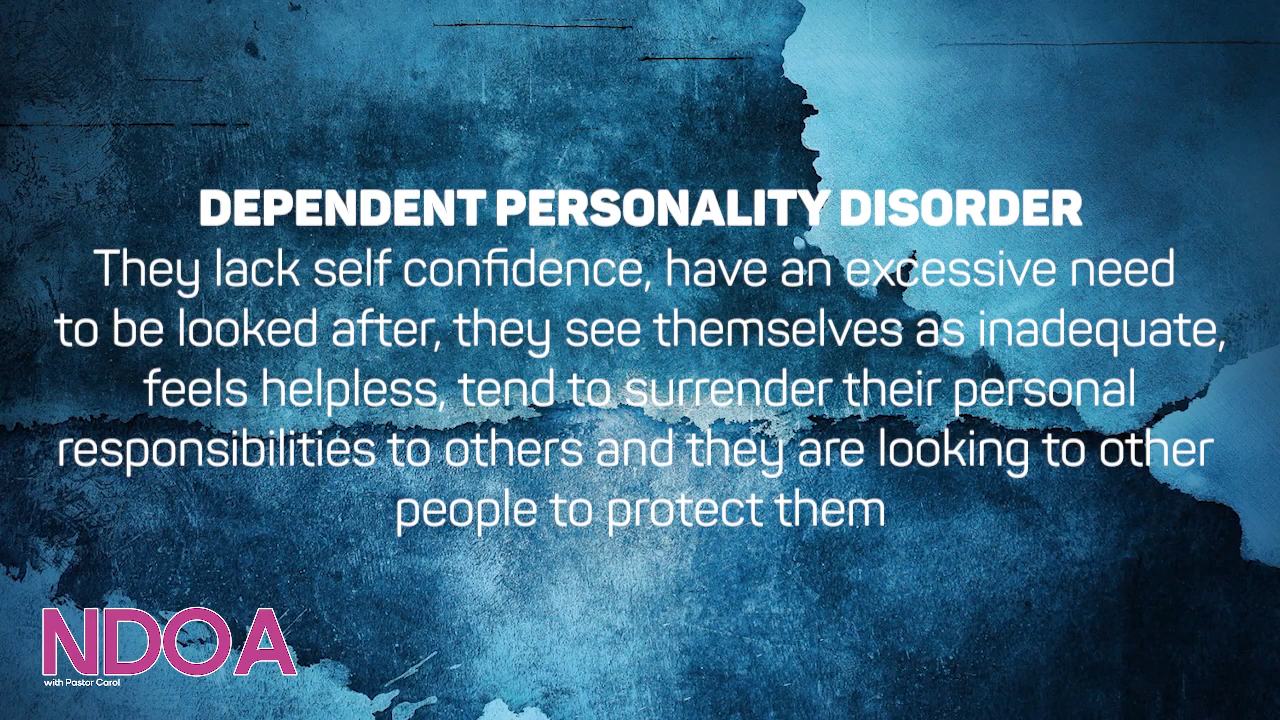 DEPENDENT PERSONALITY DISORDER
They lack self confidence, have an excessive need
to be looked after, they see themselves as inadequate,
feels helpless, tend to surrender their personal
responsibilities to others and they are looking to other
people to protect them
NDOA
with Pastor Carol